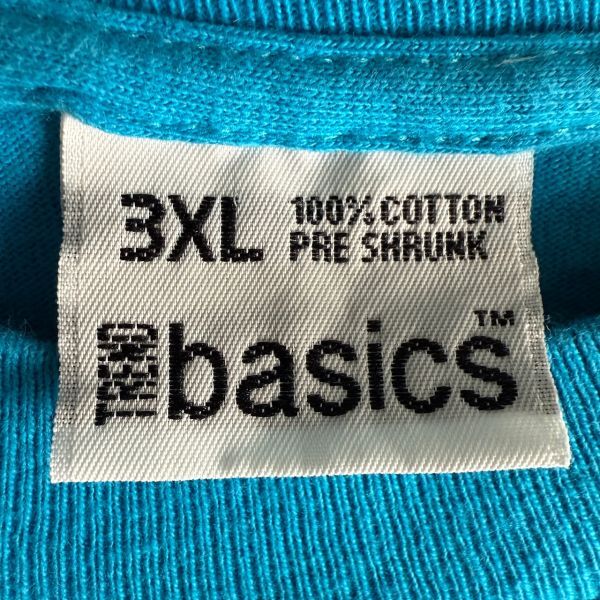 3XL 100% COTTON
PRE SHRUNK
TREND basics™